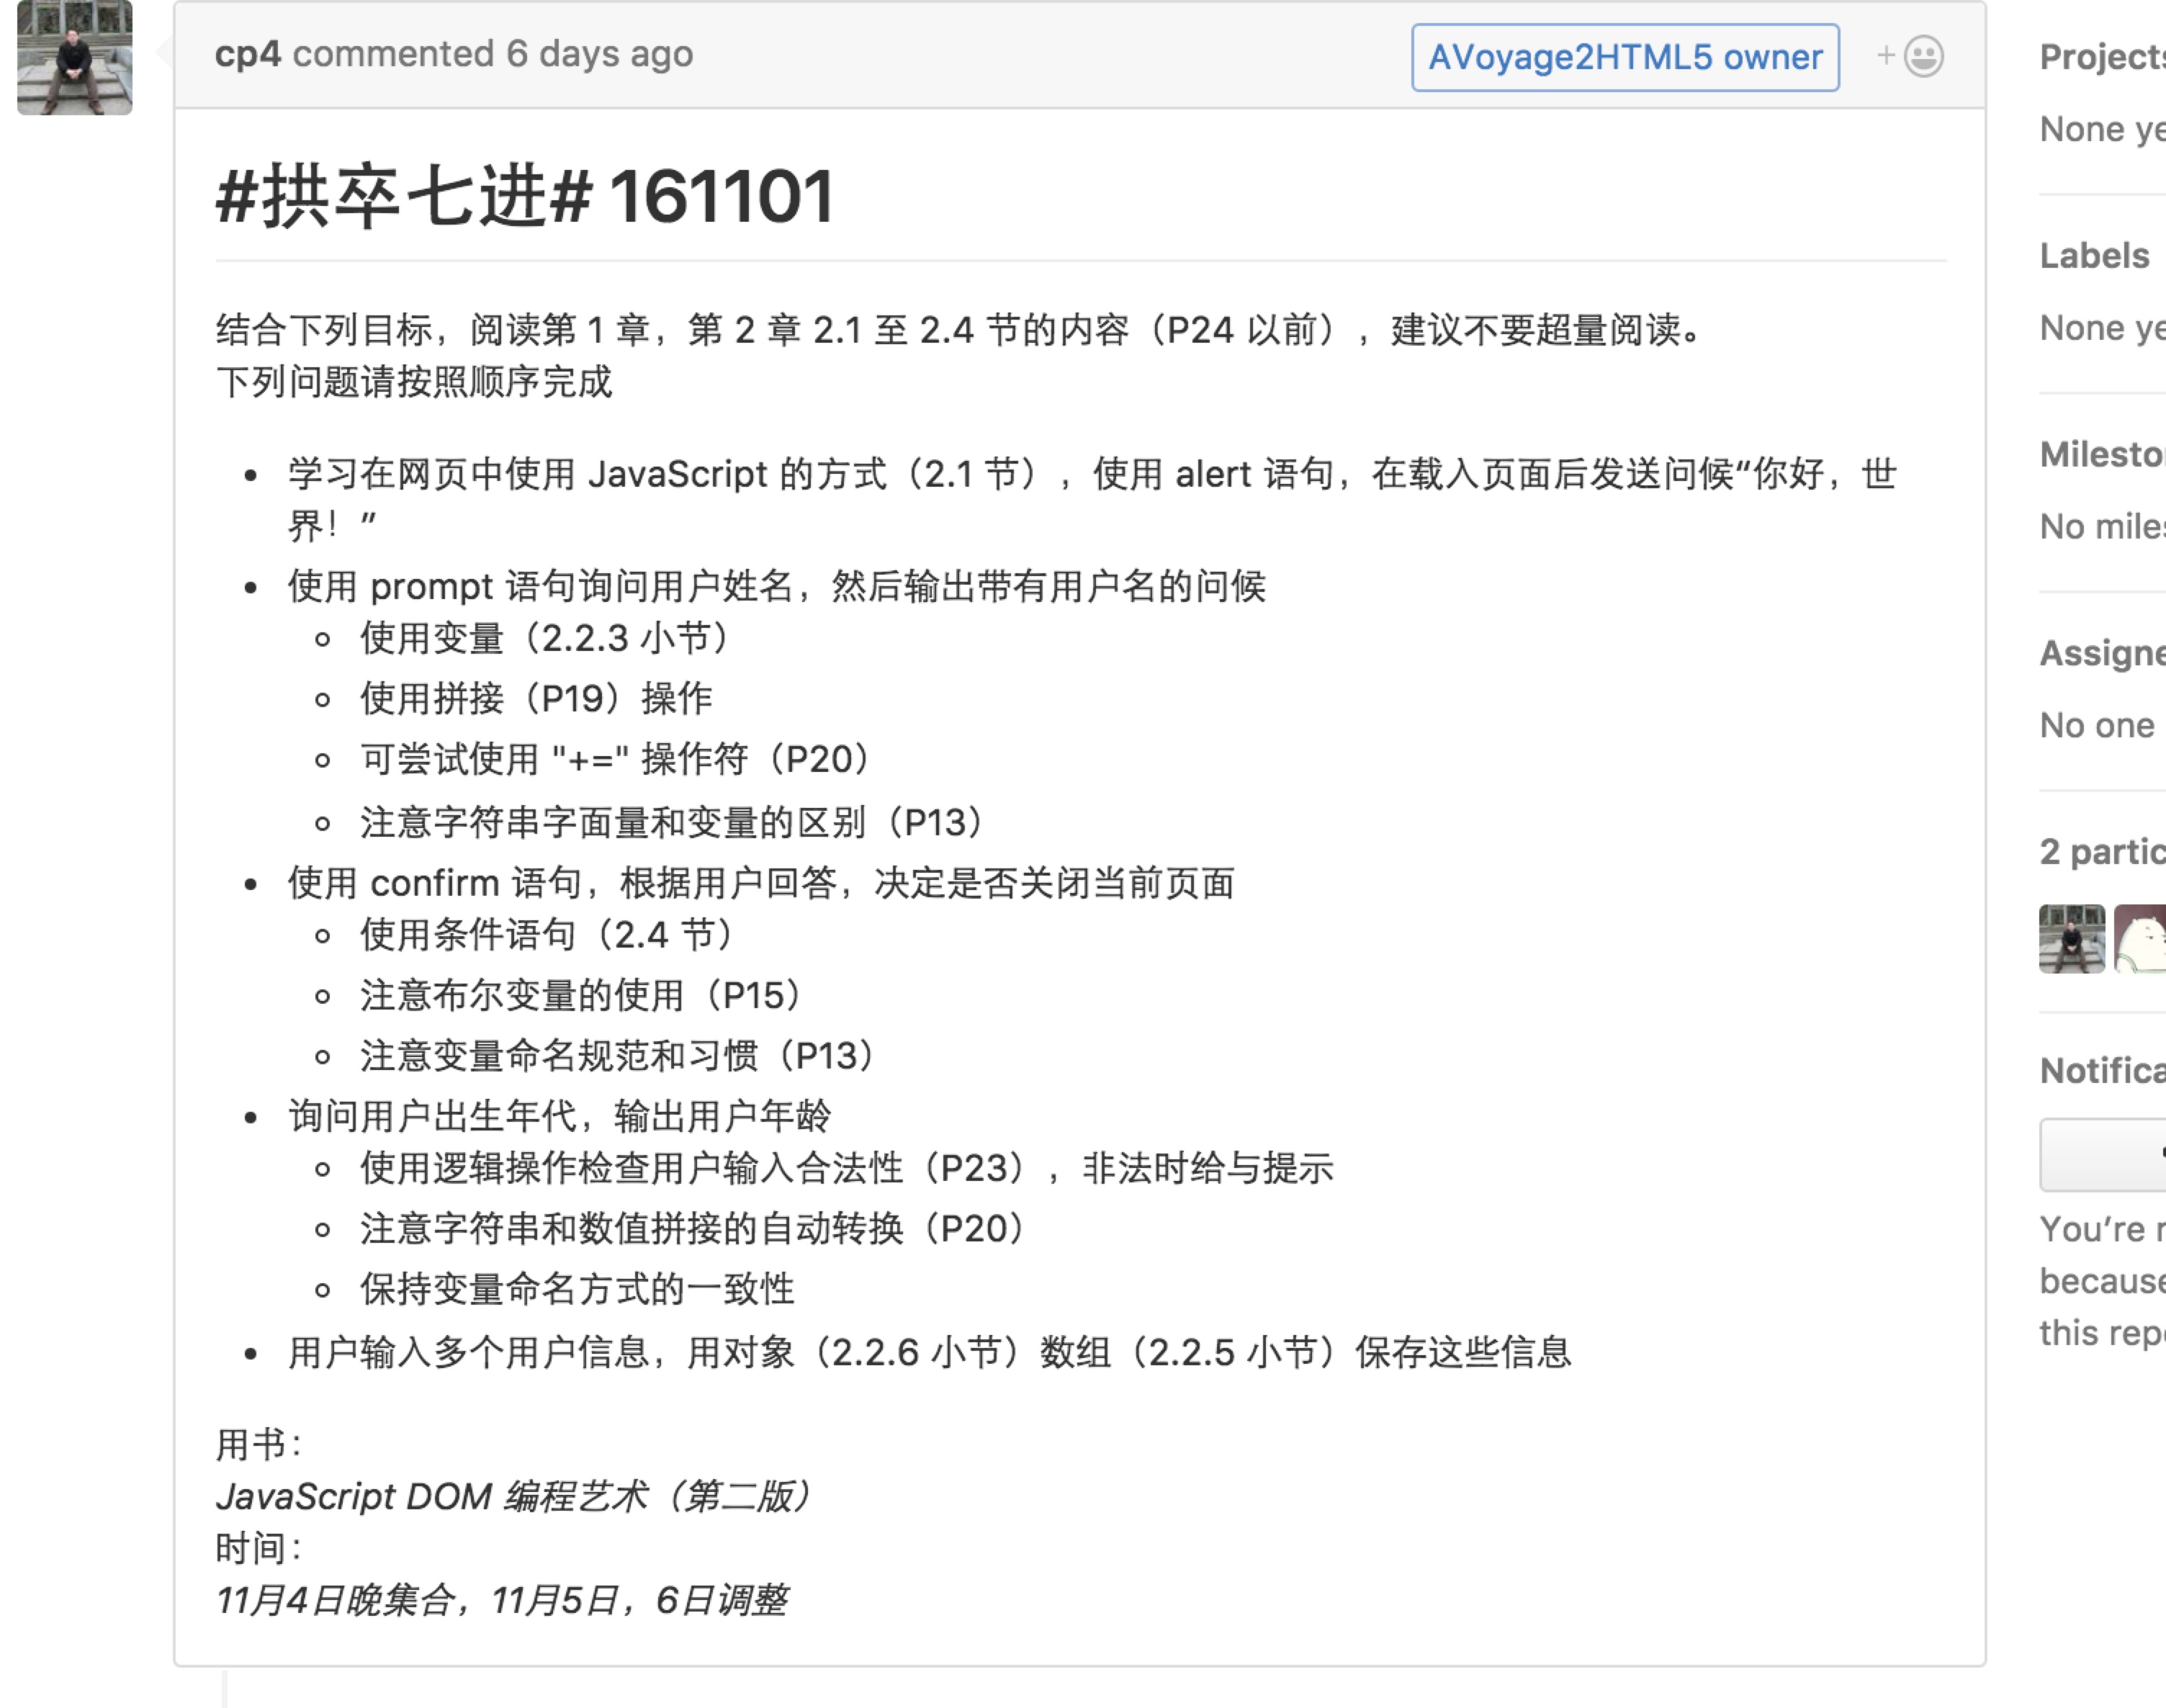 cp4 commented 6 days ago
AVoyage2HTML5 owner
#拱卒七进# 161101
结合下列目标，阅读第 1 章，第 2 章 2.1 至 2.4 节的内容（P24 以前），建议不要超量阅读。
下列问题请按照顺序完成
学习在网页中使用 JavaScript 的方式（2.1 节），使用 alert 语句，在载入页面后发送问候“你好，世
界！”
使用 prompt 语句询问用户姓名，然后输出带有用户名的问候
使用变量（2.2.3 小节）
使用拼接（P19）操作
可尝试使用 "+=" 操作符（P20）
注意字符串字面量和变量的区别（P13）
使用 confirm 语句，根据用户回答，决定是否关闭当前页面
使用条件语句（2.4 节）
注意布尔变量的使用（P15）
注意变量命名规范和习惯（P13）
询问用户出生年代，输出用户年龄
使用逻辑操作检查用户输入合法性（P23），非法时给与提示
注意字符串和数值拼接的自动转换（P20）
保持变量命名方式的一致性
用户输入多个用户信息，用对象（2.2.6 小节）数组（2.2.5 小节）保存这些信息
用书：
JavaScript DOM 编程艺术（第二版）
时间：
11月4日晚集合，11月5日，6日调整
Projects
None ye
Labels
None ye
Milesto
No miles
Assigne
No one
2 partic
Notifica
You’re
because
this rep